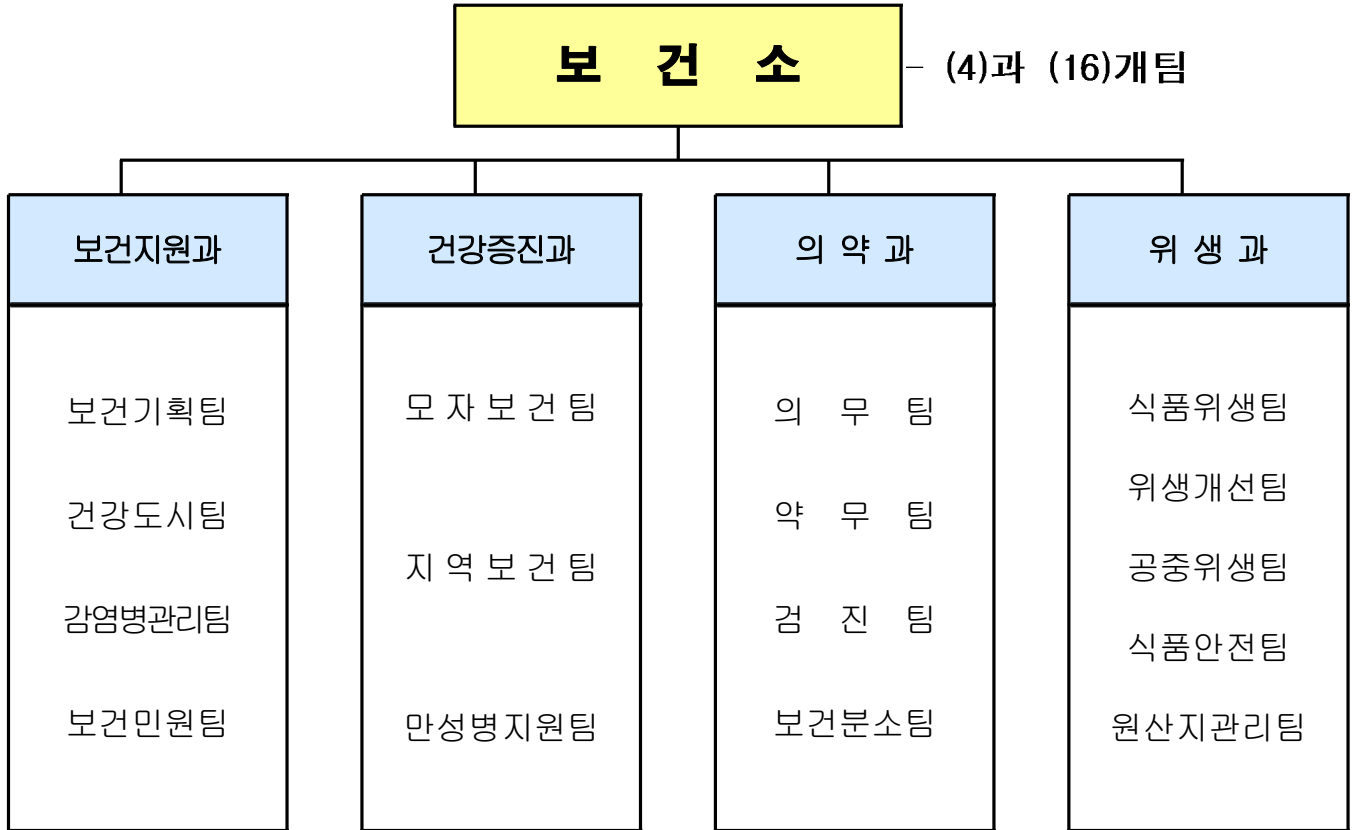 보 건 소
– (4)과 (16)개팀
보건지원과
보건기획팀
건강도시팀
감염병관리팀
보건민원팀
건강증진과
모 자 보 건 팀
지 역 보 건 팀
만성병지원팀
의 약 과
의 무 팀
약 무 팀
검 진 팀
보건분소팀
위 생 과
식품위생팀
위생개선팀
공중위생팀
식품안전팀
원산지관리팀